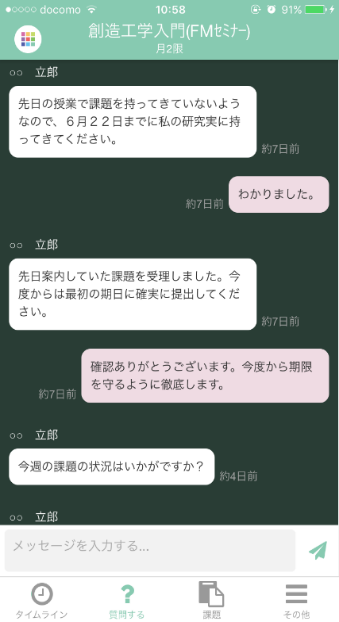 docomo 10:58 91%
創造工学入門(FMｾﾐﾅｰ)
月2限
○○ 立郎
先日の授業で課題を持ってきていないよう
なので、６月２２日までに私の研究実に持
ってきてください。
約7日前
わかりました。
約7日前
○○ 立郎
先日案内していた課題を受理しました。今
度からは最初の期日に確実に提出してくだ
さい。
約7日前
確認ありがとうございます。今度から期限
を守るように徹底します。
約7日前
○○ 立郎
今週の課題の状況はいかがですか？
約4日前
○○ 立郎
メッセージを入力する...
タイムライン 質問する 課題 その他